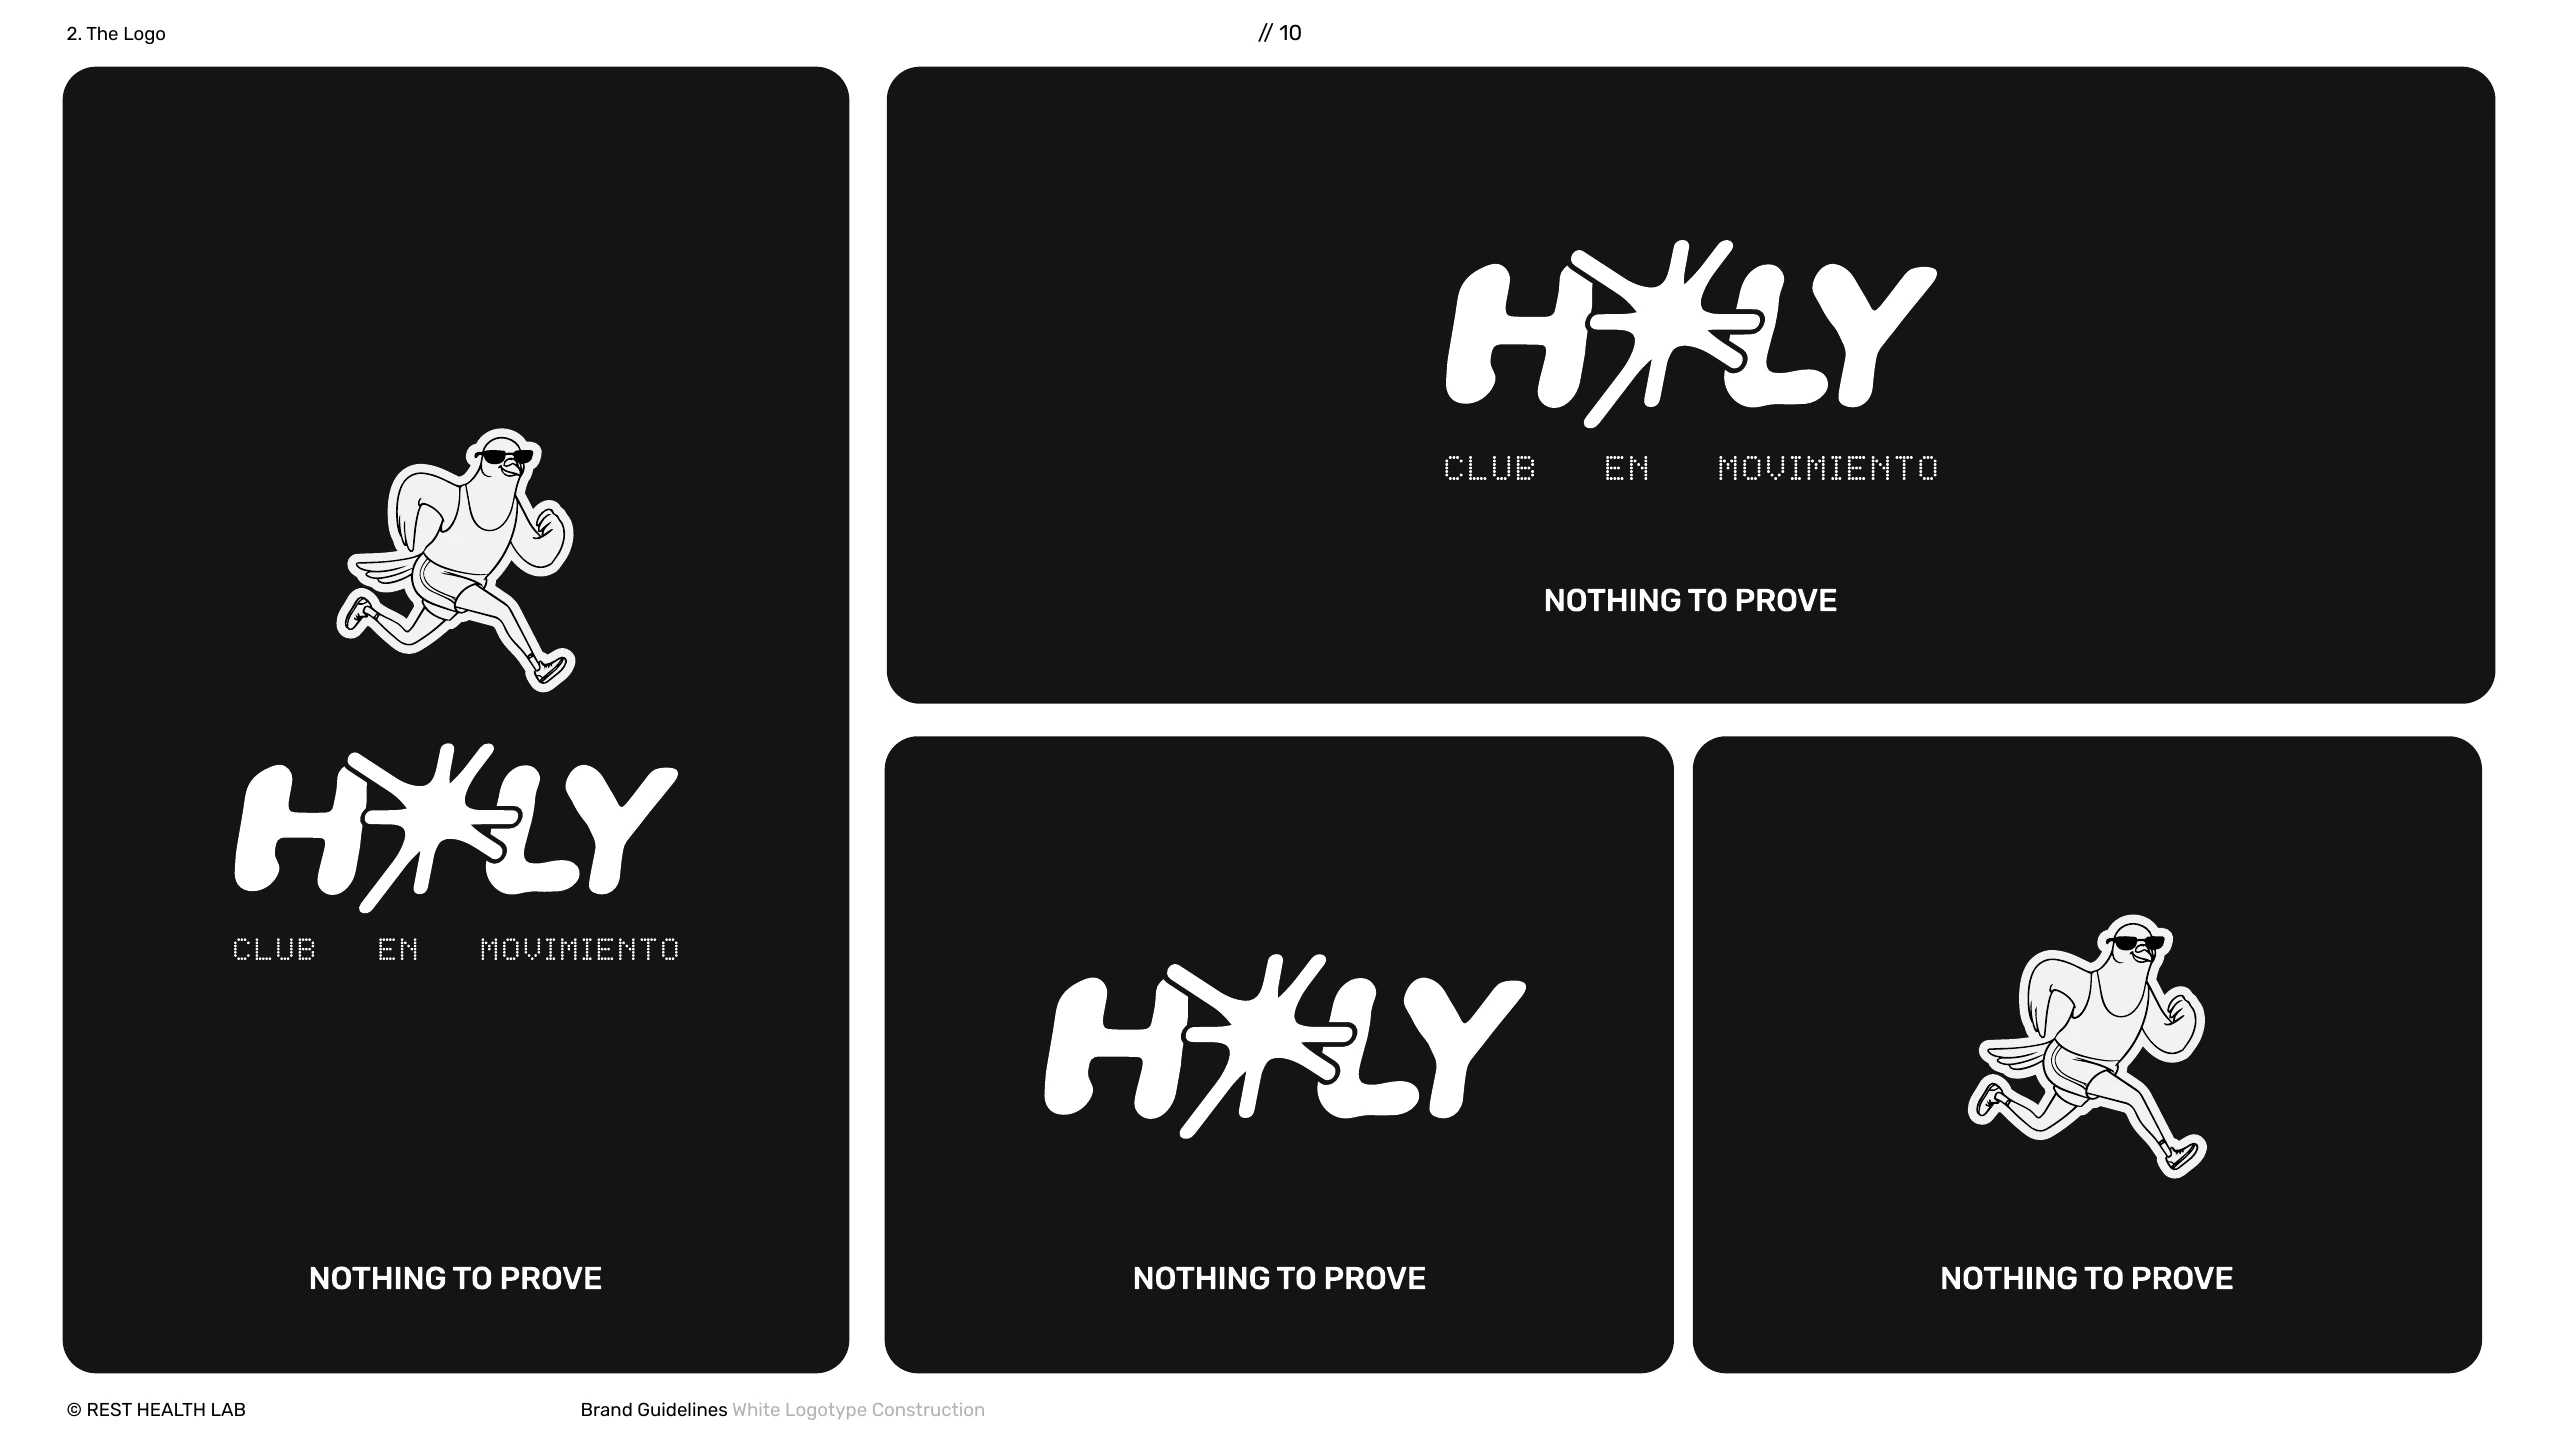 2. The Logo
// 10
HOLY
CLUB EN MOVIMIENTO
NOTHING TO PROVE
HOLY
CLUB EN MOVIMIENTO
NOTHING TO PROVE
HOLY
NOTHING TO PROVE
NOTHING TO PROVE
© REST HEALTH LAB
Brand Guidelines White Logotype Construction